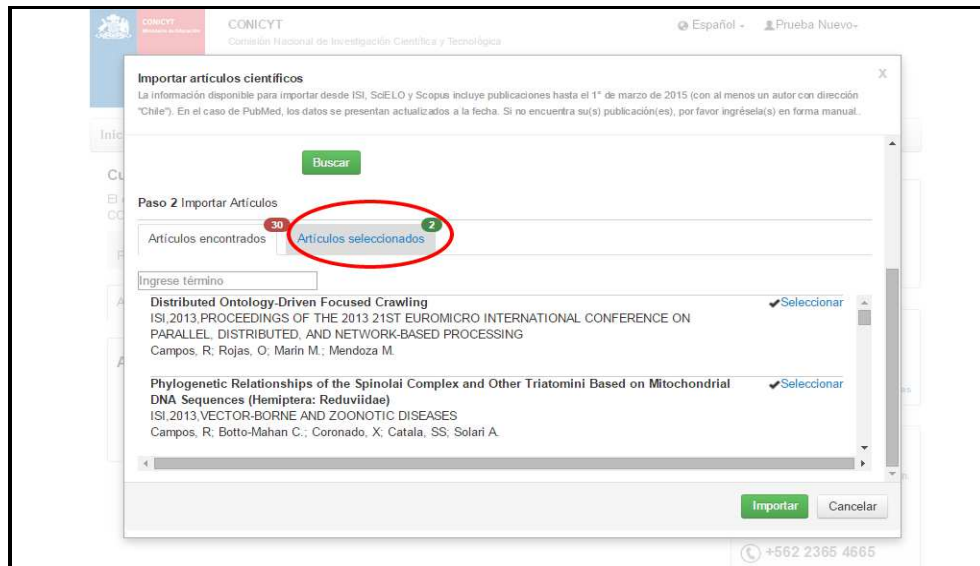 CONICYT
CONICYT
Comisión Nacional de Investigación Científica y Tecnológica
Español
Prueba Nuevo
Importar artículos científicos
X
La información disponible para importar desde ISI, SciELO y Scopus incluye publicaciones hasta el 1° de marzo de 2015 (con al menos un autor con dirección
"Chile"). En el caso de PubMed, los datos se presentan actualizados a la fecha. Si no encuentra su(s) publicación(es), por favor ingrésela(s) en forma manual..
Inic
Buscar
Cu
El
CO
Paso 2 Importar Artículos
30
2
Artículos encontrados
Artículos seleccionados
Ingrese término
Distributed Ontology-Driven Focused Crawling
Seleccionar
ISI,2013,PROCEEDINGS OF THE 2013 21ST EUROMICRO INTERNATIONAL CONFERENCE ON
PARALLEL, DISTRIBUTED, AND NETWORK-BASED PROCESSING
Campos, R; Rojas, O; Marin M.; Mendoza M.
Phylogenetic Relationships of the Spinolai Complex and Other Triatomini Based on Mitochondrial
Seleccionar
DNA Sequences (Hemiptera: Reduviidae)
ISI,2013,VECTOR-BORNE AND ZOONOTIC DISEASES
Campos, R; Botto-Mahan C.; Coronado, X; Catala, SS; Solari A.
Importar
Cancelar
+562 2365 4665